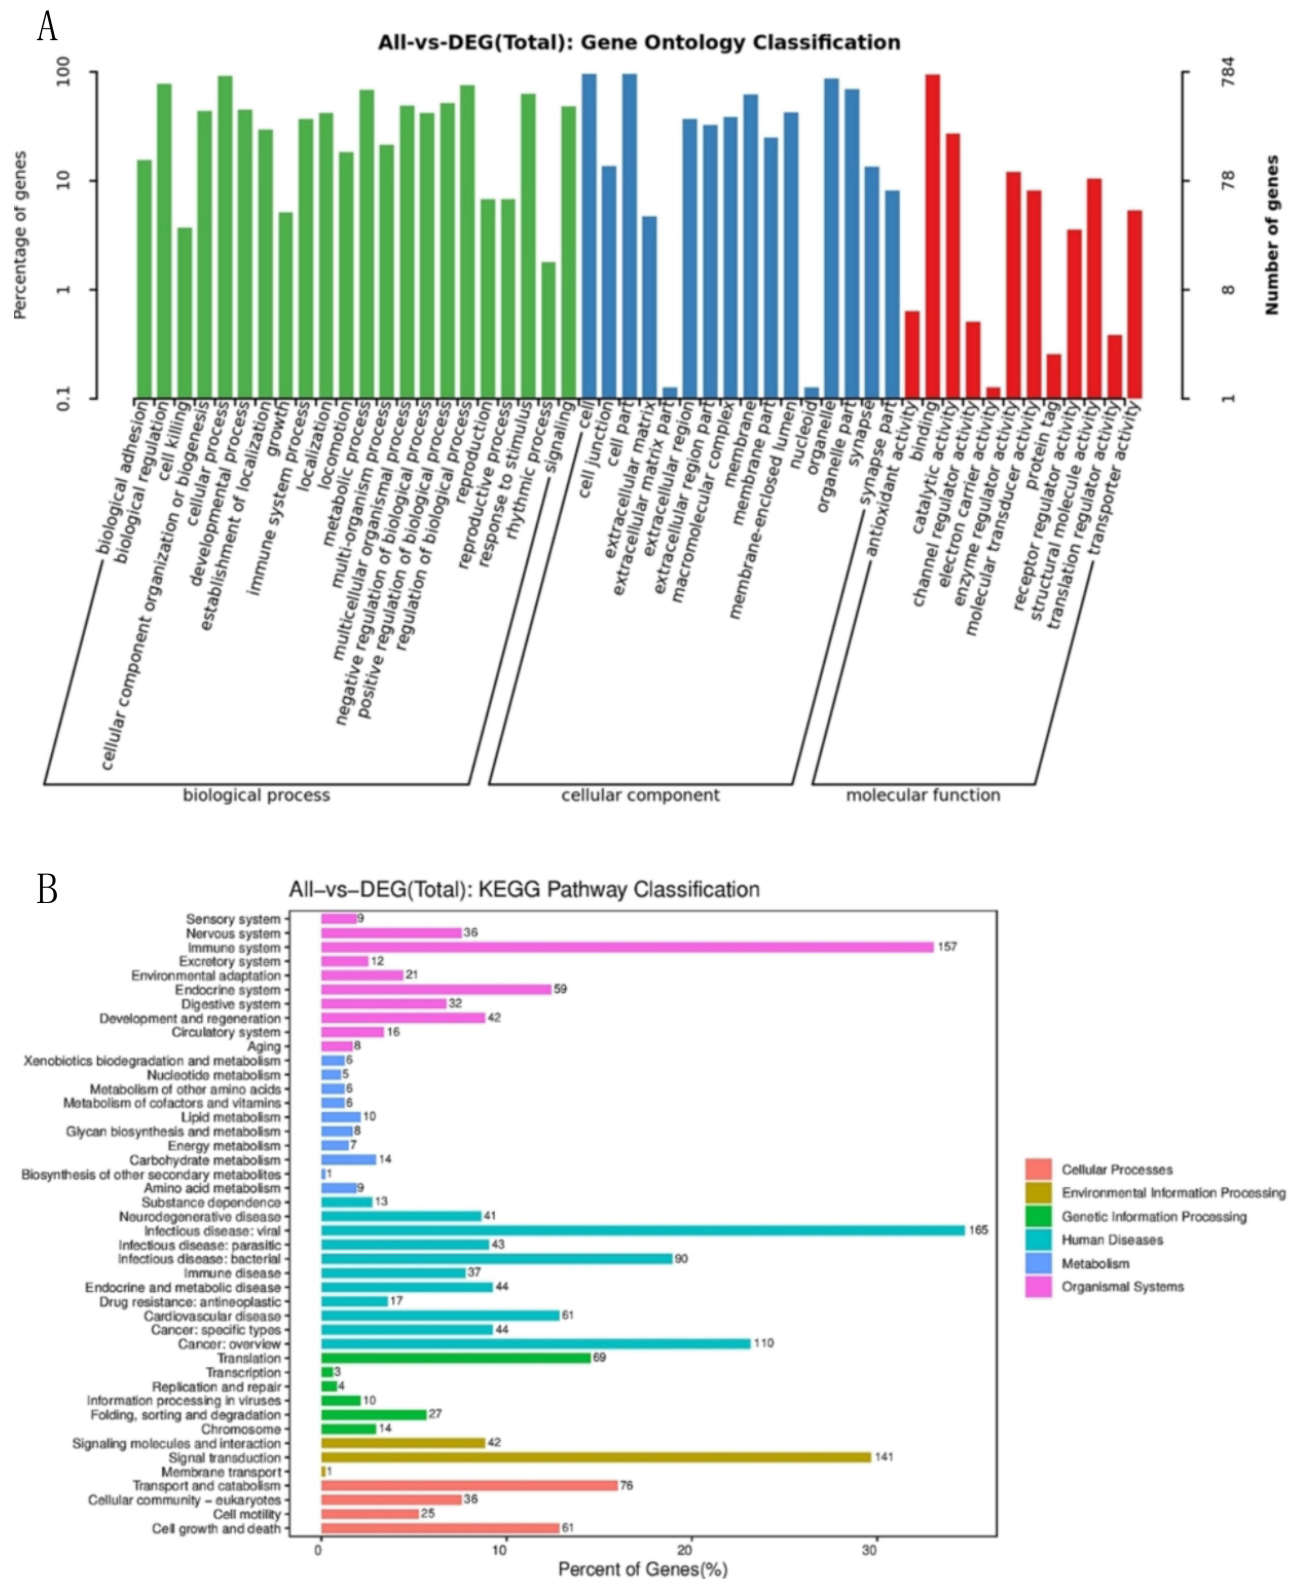 A
All-vs-DEG(Total): Gene Ontology Classification
Percentage of genes
100
10
1
0.1
784
78
8
1
Number of genes
biological adhesion
biological regulation
cell killing
cellular component organization or biogenesis
cellular process
developmental process
establishment of localization
growth
immune system process
localization
locomotion
metabolic process
multi-organism process
multicellular organismal process
negative regulation of biological process
positive regulation of biological process
regulation of biological process
reproduction
reproductive process
response to stimulus
rhythmic process
signaling
cell
cell junction
cell part
extracellular matrix
extracellular matrix part
extracellular region
extracellular region part
macromolecular complex
membrane
membrane part
membrane-enclosed lumen
nucleoid
organelle
organelle part
synapse
synapse part
antioxidant activity
binding
catalytic activity
channel regulator activity
electron carrier activity
enzyme regulator activity
molecular transducer activity
protein tag
receptor regulator activity
structural molecule activity
translation regulator activity
transporter activity
biological process
cellular component
molecular function
B
All–vs–DEG(Total): KEGG Pathway Classification
Sensory system 9
Nervous system 36
Immune system 157
Excretory system 12
Environmental adaptation 21
Endocrine system 59
Digestive system 32
Development and regeneration 42
Circulatory system 16
Aging 8
Xenobiotics biodegradation and metabolism 6
Nucleotide metabolism 5
Metabolism of other amino acids 6
Metabolism of cofactors and vitamins 6
Lipid metabolism 10
Glycan biosynthesis and metabolism 8
Energy metabolism 7
Carbohydrate metabolism 14
Biosynthesis of other secondary metabolites 1
Amino acid metabolism 9
Substance dependence 13
Neurodegenerative disease 41
Infectious disease: viral 165
Infectious disease: parasitic 43
Infectious disease: bacterial 90
Immune disease 37
Endocrine and metabolic disease 44
Drug resistance: antineoplastic 17
Cardiovascular disease 61
Cancer: specific types 44
Cancer: overview 110
Translation 69
Transcription 3
Replication and repair 4
Information processing in viruses 10
Folding, sorting and degradation 27
Chromosome 14
Signaling molecules and interaction 42
Signal transduction 141
Membrane transport 1
Transport and catabolism 76
Cellular community – eukaryotes 36
Cell motility 25
Cell growth and death 61
0 10 20 30
Percent of Genes(%)
Cellular Processes
Environmental Information Processing
Genetic Information Processing
Human Diseases
Metabolism
Organismal Systems